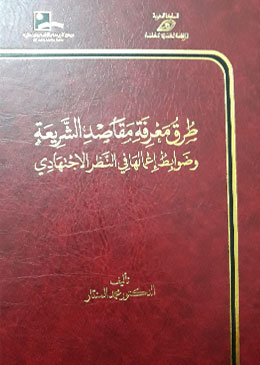 طرق معرفة مقاصد الشريعة
وضوابط إعمالها في النظر الاجتهادي
تأليف
الدكتور محمد المنتار